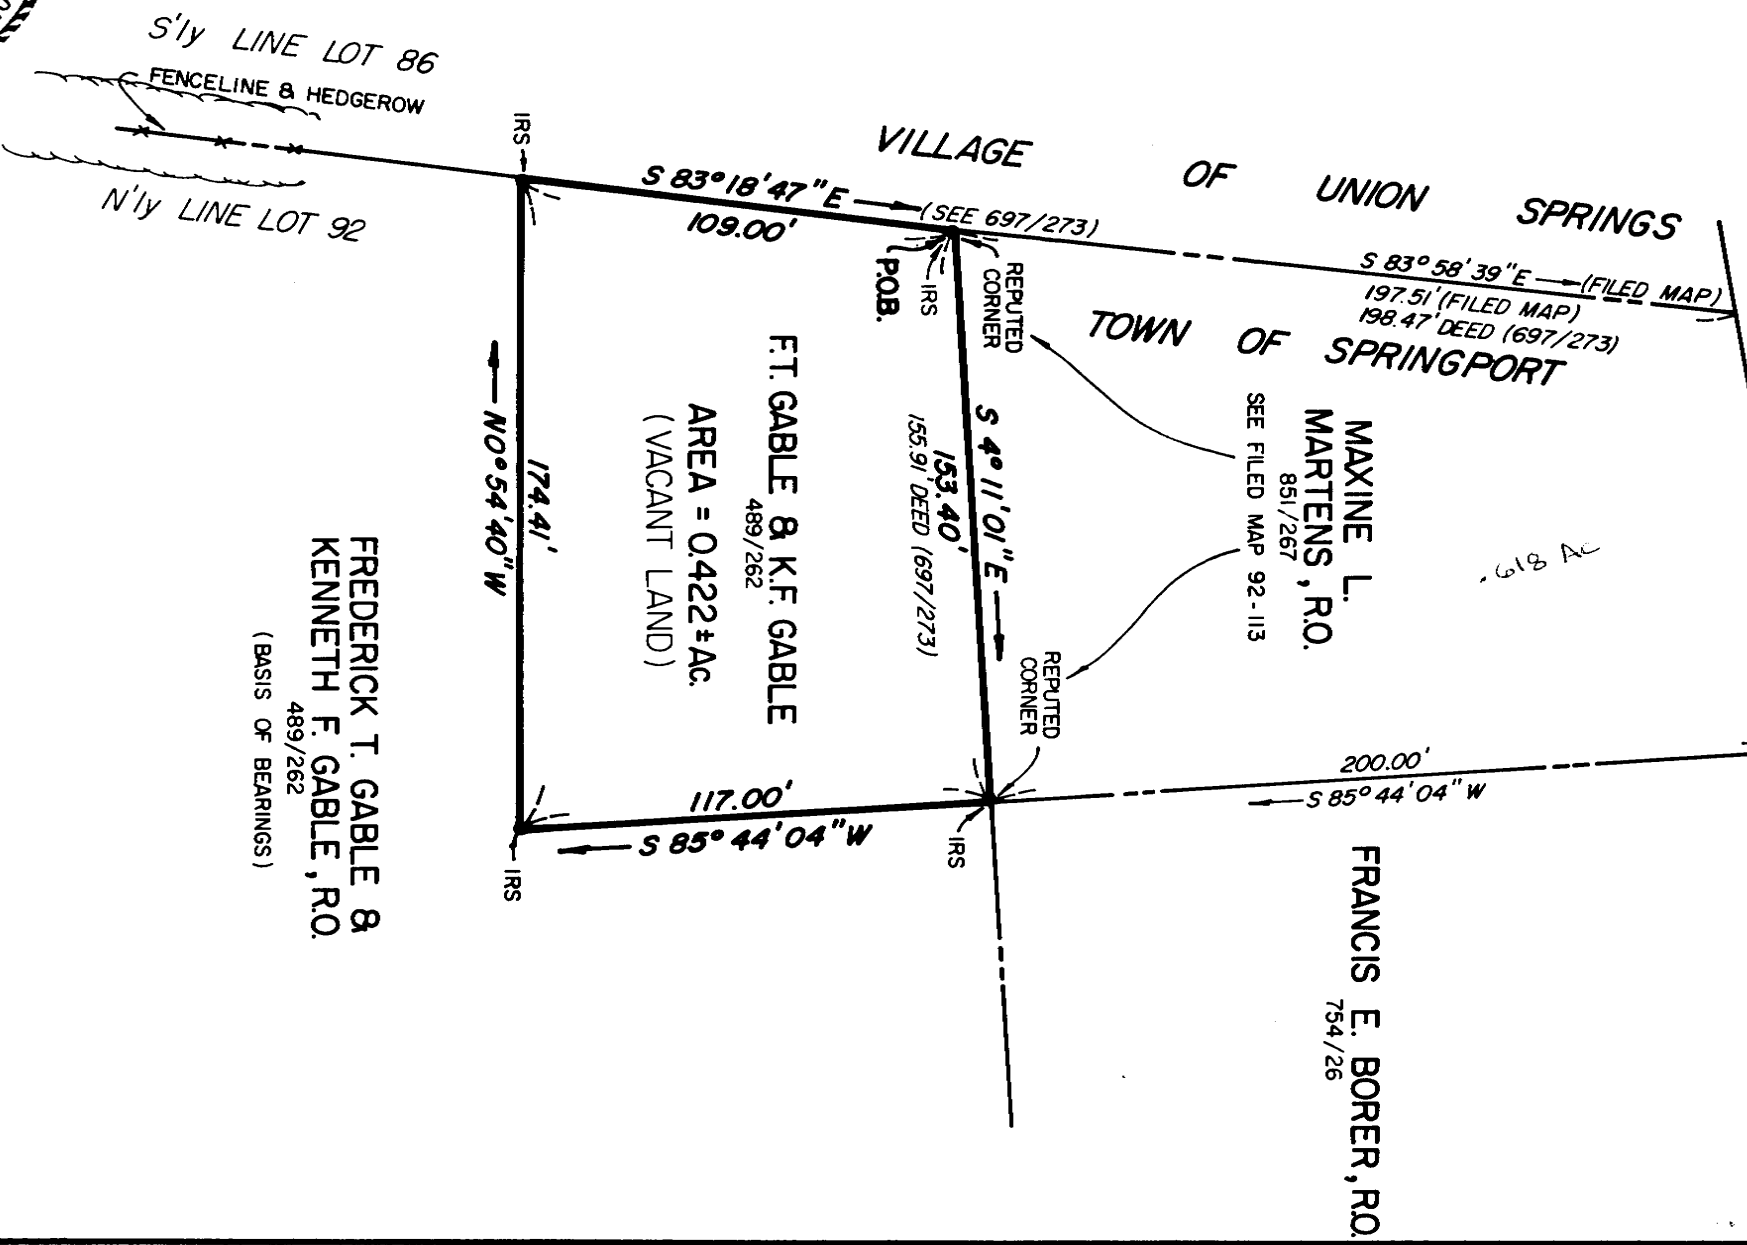 S'ly LINE LOT 86
FENCELINE & HEDGEROW
N'ly LINE LOT 92
IRS
VILLAGE OF UNION SPRINGS
S 83°18'47"E
(SEE 697/273)
109.00'
P.O.B.
IRS
REPUTED
CORNER
S 83°58'39"E (FILED MAP)
197.51' (FILED MAP)
198.47' DEED (697/273)
TOWN OF SPRINGPORT
MAXINE L.
MARTENS, R.O.
851/267
SEE FILED MAP 92-113
.618 Ac
S 4°11'01"E
153.40'
155.91' DEED (697/273)
F.T. GABLE & K.F. GABLE
489/262
AREA = 0.422± Ac.
(VACANT LAND)
174.41'
N0°54'40"W
FREDERICK T. GABLE &
KENNETH F. GABLE, R.O.
489/262
(BASIS OF BEARINGS)
REPUTED
CORNER
117.00'
S 85°44'04"W
IRS
IRS
200.00'
S 85°44'04"W
FRANCIS E. BORER, R.O.
754/26